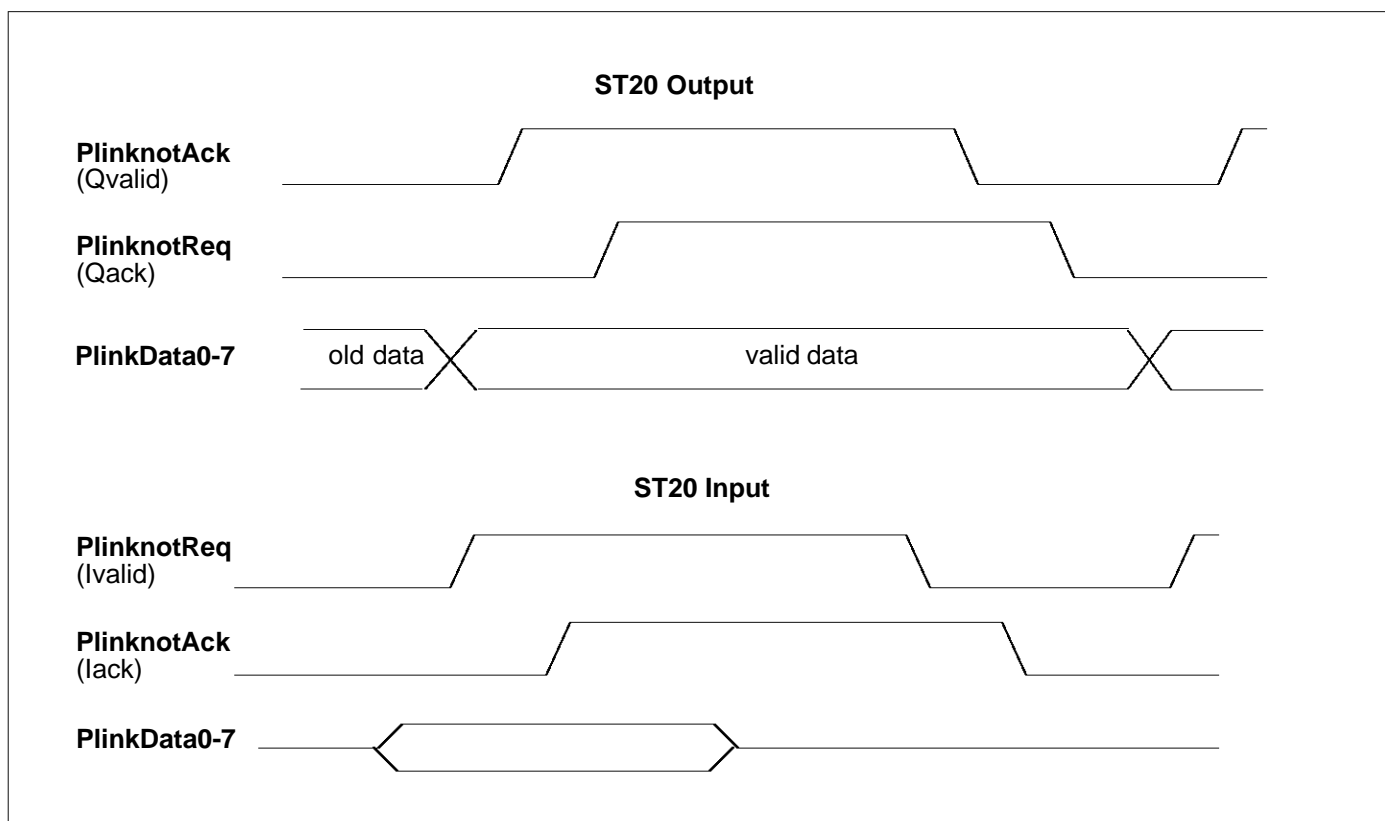 ST20 Output
PlinknotAck
(Qvalid)
PlinknotReq
(Qack)
PlinkData0-7
old data
valid data
ST20 Input
PlinknotReq
(Ivalid)
PlinknotAck
(Iack)
PlinkData0-7